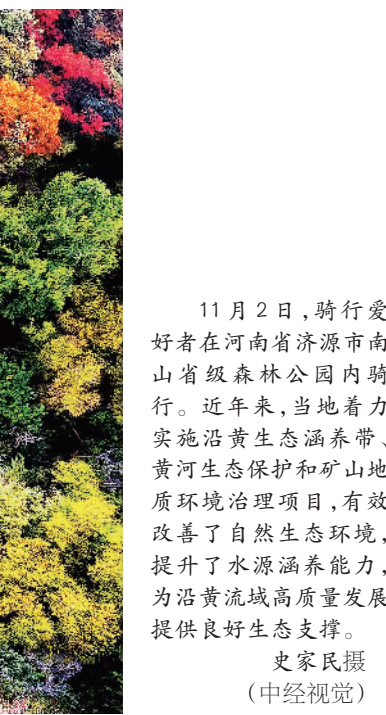 11月2日,骑行爱
好者在河南省济源市南
山省级森林公园内骑
行。近年来,当地着力
实施沿黄生态涵养带、
黄河生态保护和矿山地
质环境治理项目,有效
改善了自然生态环境,
提升了水源涵养能力,
为沿黄流域高质量发展
提供良好生态支撑。
史家民摄
(中经视觉)